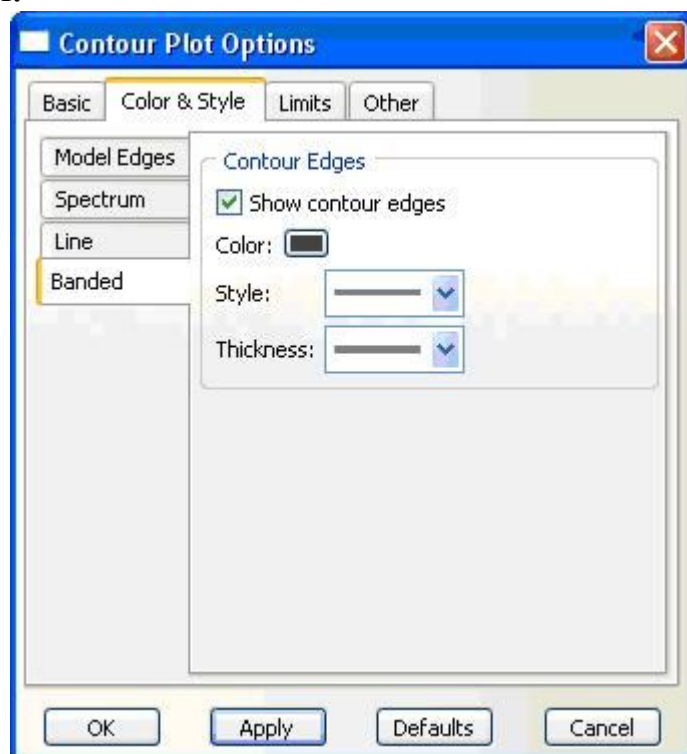 Contour Plot Options
Basic Color & Style Limits Other
Model Edges
Spectrum
Line
Banded
Contour Edges
Show contour edges
Color:
Style:
Thickness:
OK Apply Defaults Cancel